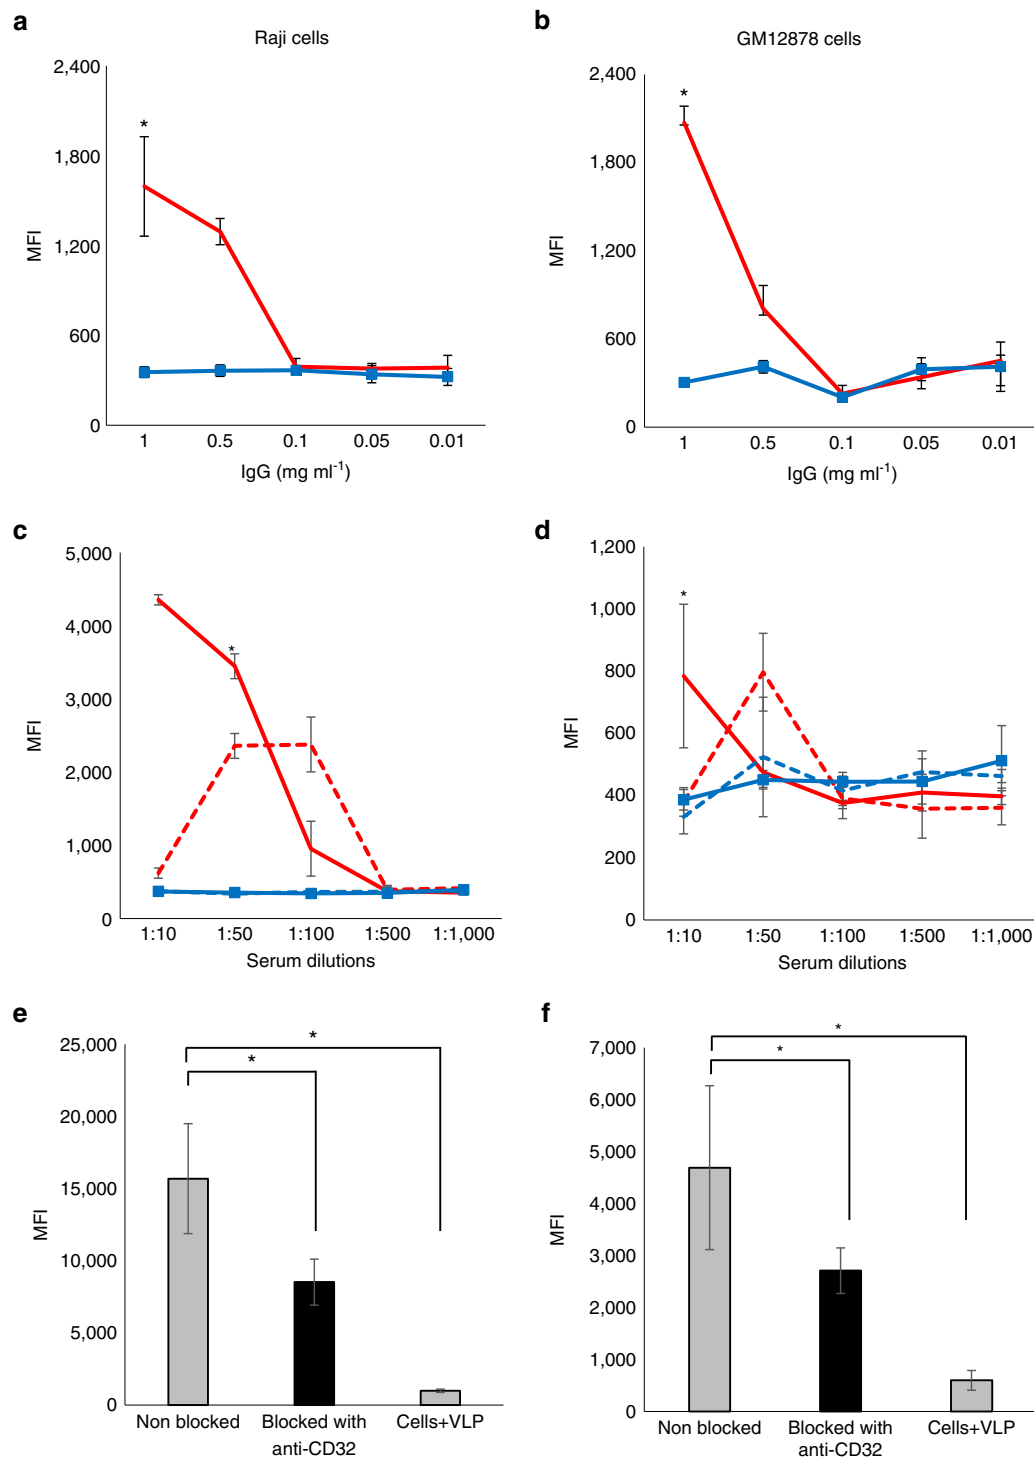 a
Raji cells
2,400
1,800
1,200
600
0
MFI
*
1 0.5 0.1 0.05 0.01
IgG (mg ml-1)
b
GM12878 cells
2,400
1,800
1,200
600
0
MFI
*
1 0.5 0.1 0.05 0.01
IgG (mg ml-1)
c
5,000
4,000
3,000
2,000
1,000
0
MFI
*
1:10 1:50 1:100 1:500 1:1,000
Serum dilutions
d
1,200
1,000
800
600
400
200
0
MFI
*
1:10 1:50 1:100 1:500 1:1,000
Serum dilutions
e
25,000
20,000
15,000
10,000
5,000
0
MFI
*
*
Non blocked Blocked with Cells+VLP
anti-CD32
f
7,000
6,000
5,000
4,000
3,000
2,000
1,000
0
MFI
*
*
Non blocked Blocked with Cells+VLP
anti-CD32